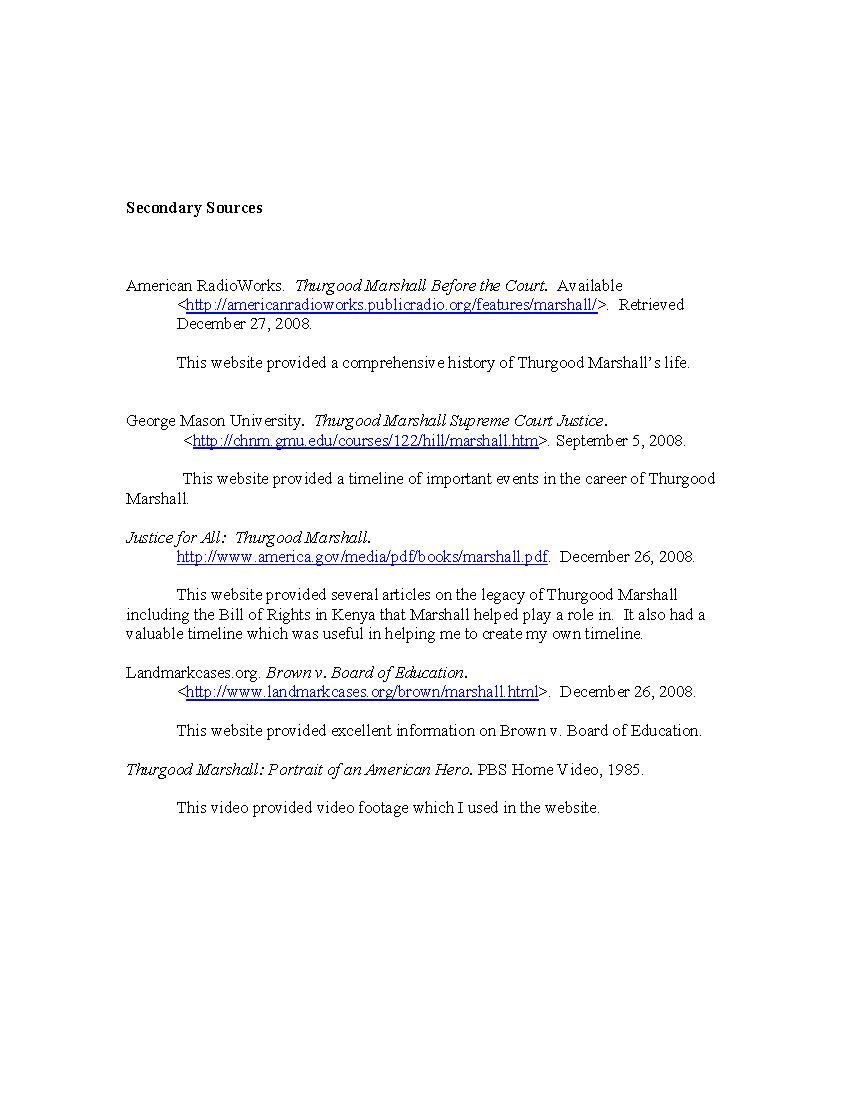 Secondary Sources
American RadioWorks.  Thurgood Marshall Before the Court.  Available
<http://americanradioworks.publicradio.org/features/marshall/>.  Retrieved
December 27, 2008.
This website provided a comprehensive history of Thurgood Marshall’s life.
George Mason University.  Thurgood Marshall Supreme Court Justice.
<http://chnm.gmu.edu/courses/122/hill/marshall.htm>. September 5, 2008.
This website provided a timeline of important events in the career of Thurgood
Marshall.
Justice for All:  Thurgood Marshall.
http://www.america.gov/media/pdf/books/marshall.pdf.  December 26, 2008.
This website provided several articles on the legacy of Thurgood Marshall
including the Bill of Rights in Kenya that Marshall helped play a role in.  It also had a
valuable timeline which was useful in helping me to create my own timeline.
Landmarkcases.org. Brown v. Board of Education.
<http://www.landmarkcases.org/brown/marshall.html>.  December 26, 2008.
This website provided excellent information on Brown v. Board of Education.
Thurgood Marshall: Portrait of an American Hero. PBS Home Video, 1985.
This video provided video footage which I used in the website.